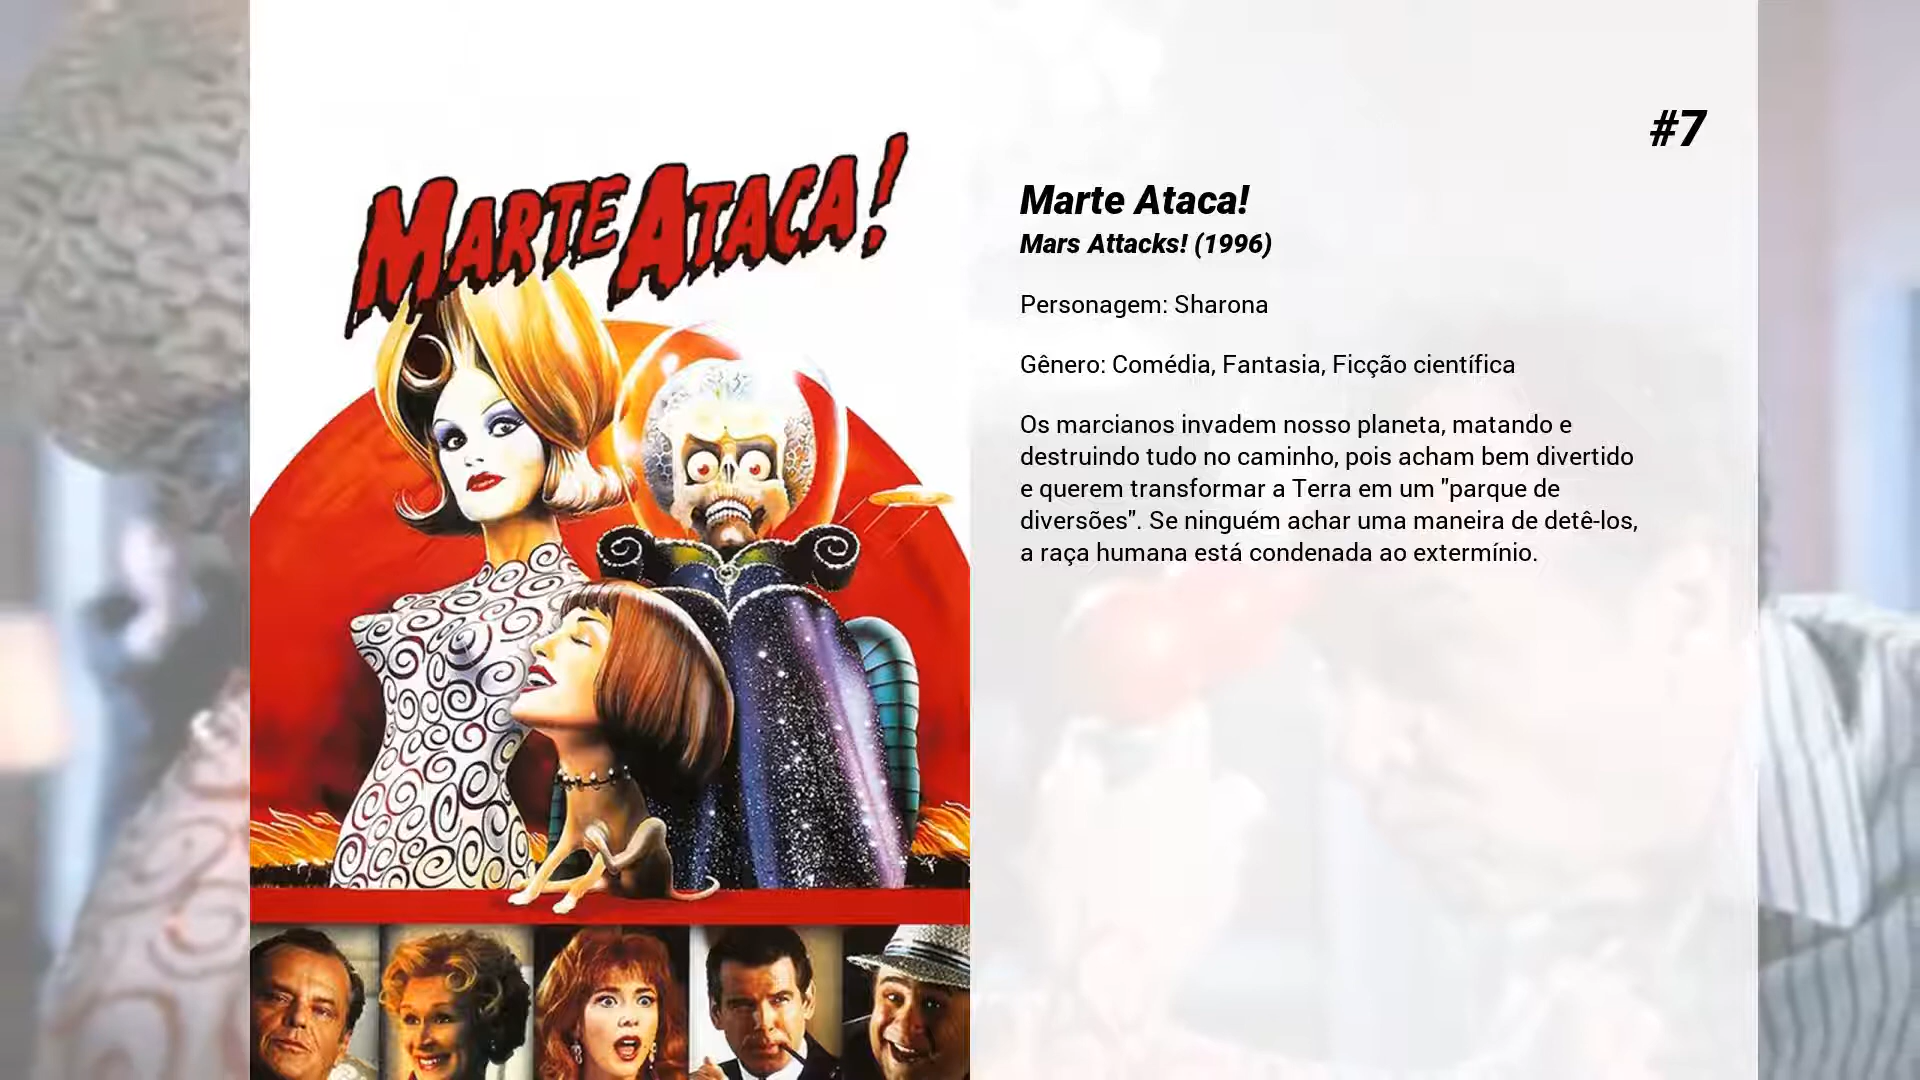 MARTE ATACA!
#7
Marte Ataca!
Mars Attacks! (1996)
Personagem: Sharona
Gênero: Comédia, Fantasia, Ficção científica
Os marcianos invadem nosso planeta, matando e
destruindo tudo no caminho, pois acham bem divertido
e querem transformar a Terra em um "parque de
diversões". Se ninguém achar uma maneira de detê-los,
a raça humana está condenada ao extermínio.